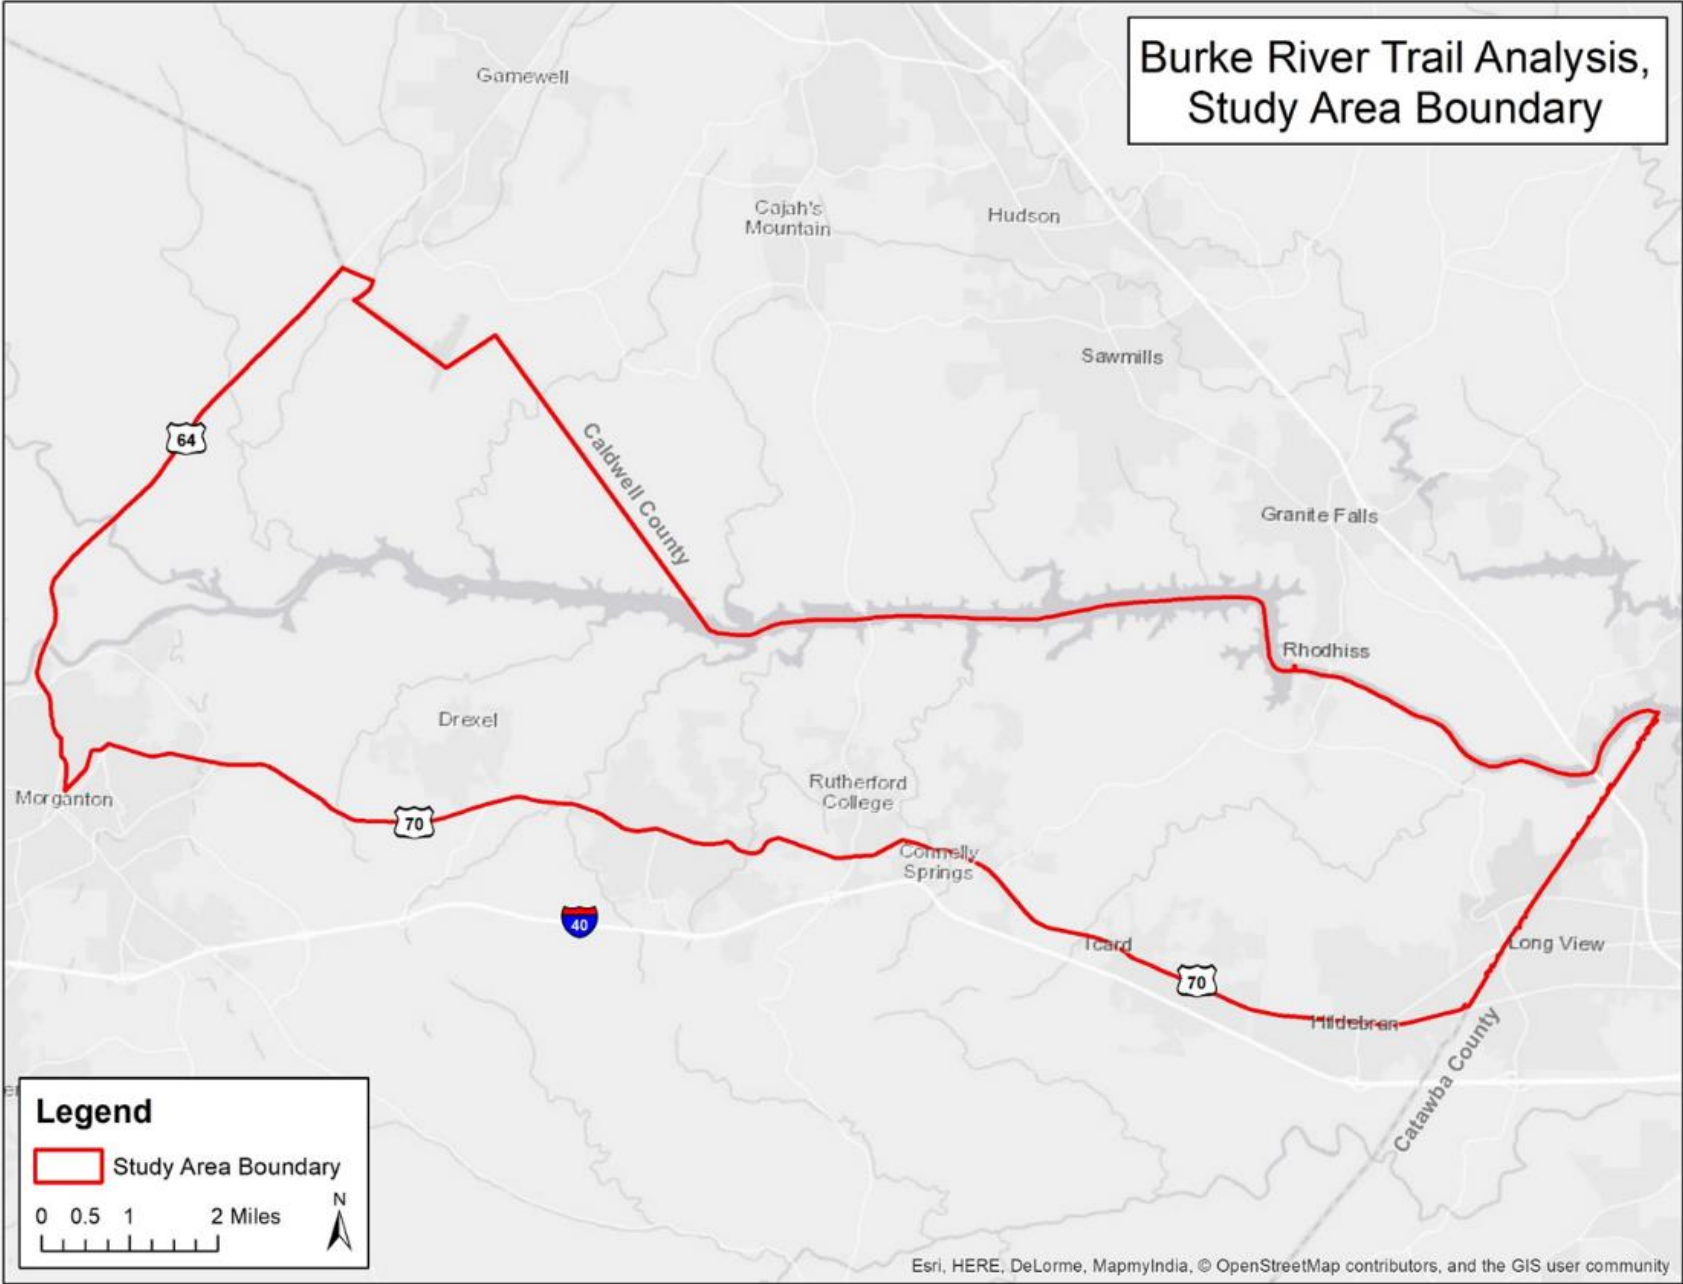 Burke River Trail Analysis,
Study Area Boundary
Gamewell
Cajah's
Mountain
Hudson
Sawmills
64
Caldwell County
Granite Falls
Rhodhiss
Drexel
Morganton
70
Rutherford
College
Connelly
Springs
40
Icard
Long View
70
Hildebran
Catawba County
Legend
Study Area Boundary
0 0.5 1 2 Miles
N
Esri, HERE, DeLorme, MapmyIndia, © OpenStreetMap contributors, and the GIS user community